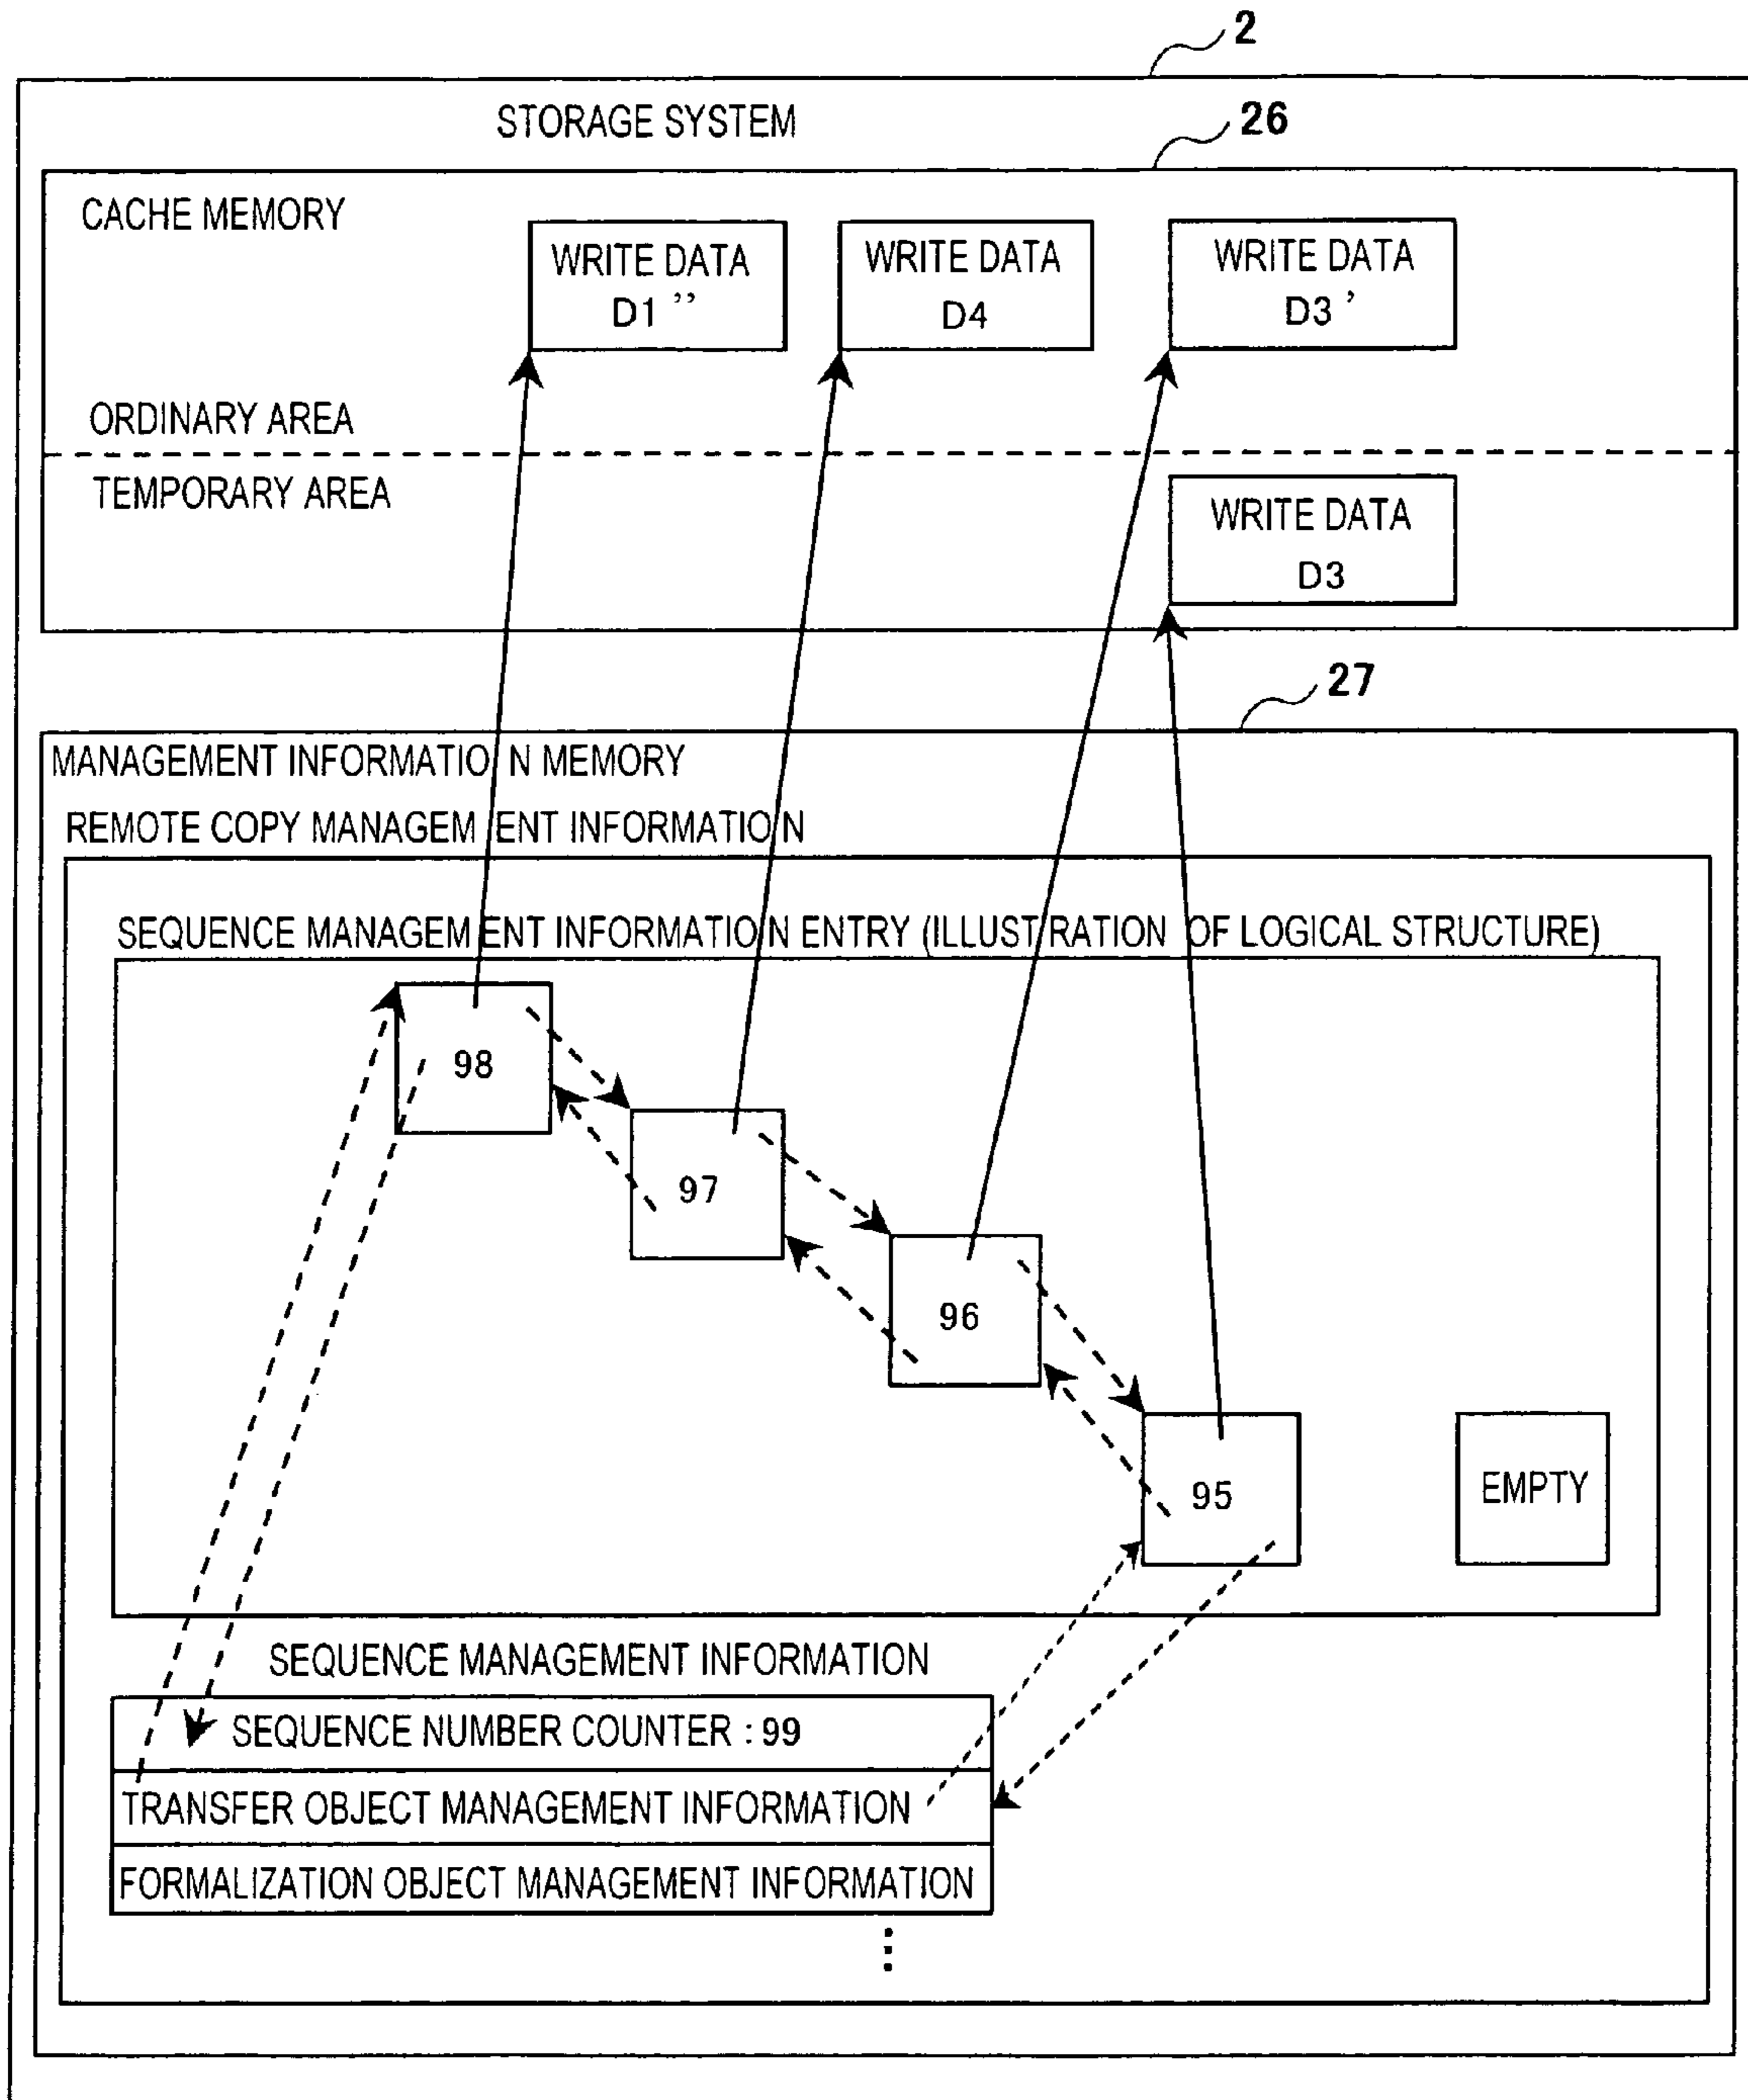 2
STORAGE SYSTEM
26
CACHE MEMORY
WRITE DATA
D1’’
WRITE DATA
D4
WRITE DATA
D3’
ORDINARY AREA
TEMPORARY AREA
WRITE DATA
D3
27
MANAGEMENT INFORMATION MEMORY
REMOTE COPY MANAGEMENT INFORMATION
SEQUENCE MANAGEMENT INFORMATION ENTRY (ILLUSTRATION OF LOGICAL STRUCTURE)
98
97
96
95
EMPTY
SEQUENCE MANAGEMENT INFORMATION
SEQUENCE NUMBER COUNTER : 99
TRANSFER OBJECT MANAGEMENT INFORMATION
FORMALIZATION OBJECT MANAGEMENT INFORMATION
⋮